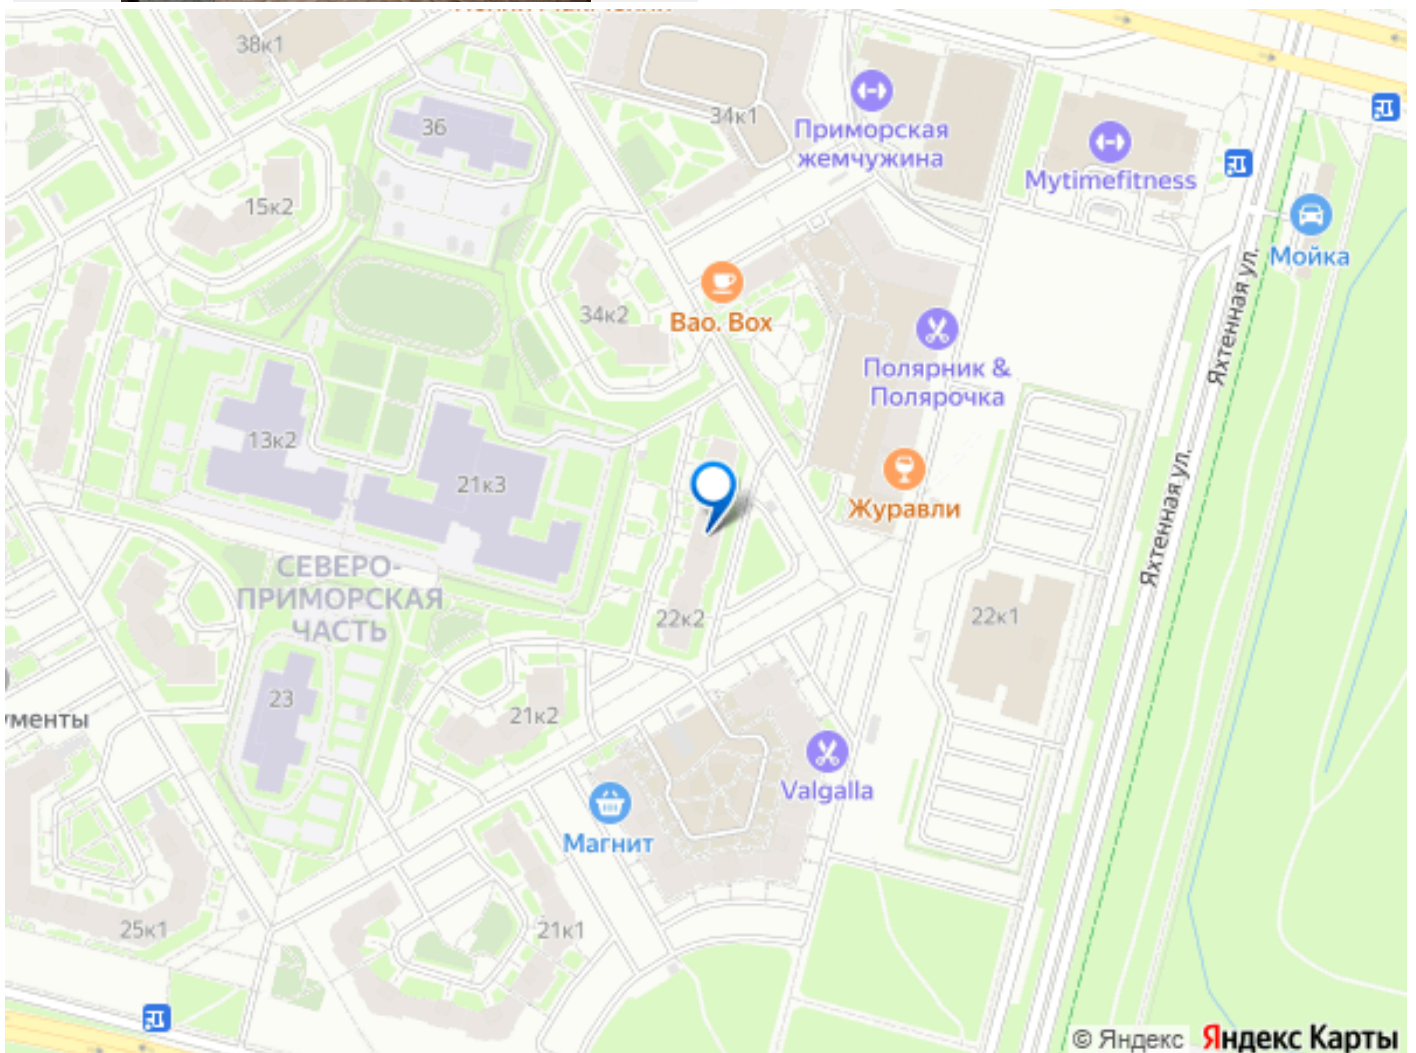 38к1
36
34к1
Приморская
жемчужина
Mytimefitness
15к2
Мойка
34к2
Bao. Box
Яхтенная ул.
Полярник &
Полярочка
13к2
21к3
Журавли
Яхтенная ул.
СЕВЕРО-
ПРИМОРСКАЯ
ЧАСТЬ
22к2
22к1
23
21к2
ументы
Valgalla
Магнит
25к1
21к1
© Яндекс Яндекс Карты